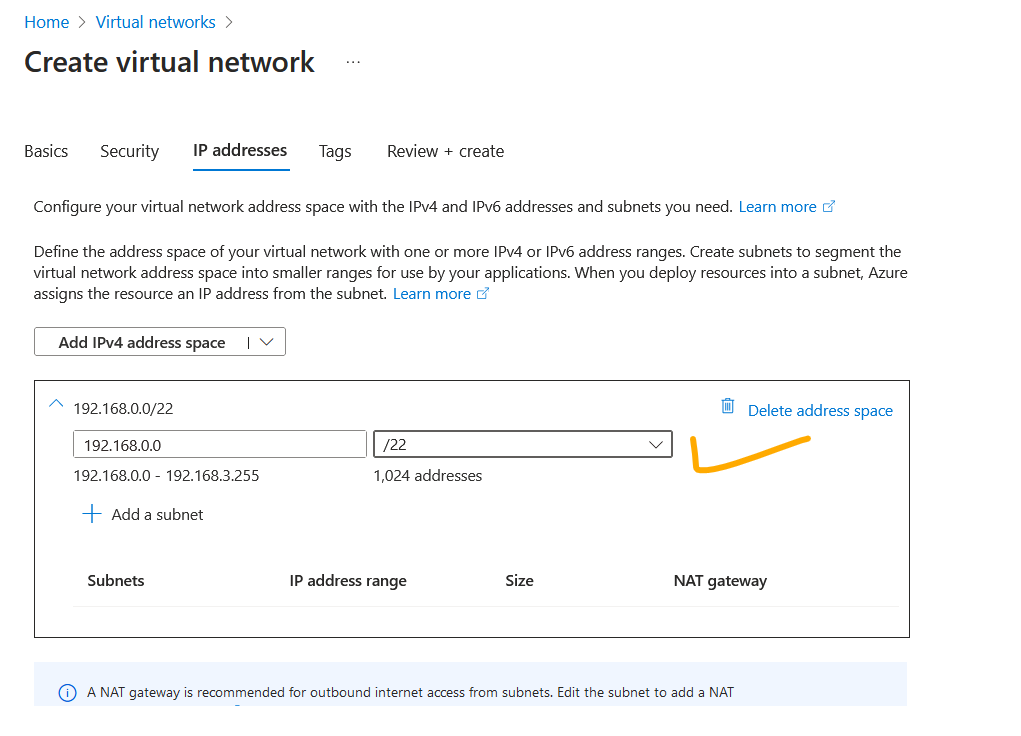 Home > Virtual networks >
Create virtual network ...
Basics Security IP addresses Tags Review + create
Configure your virtual network address space with the IPv4 and IPv6 addresses and subnets you need. Learn more
Define the address space of your virtual network with one or more IPv4 or IPv6 address ranges. Create subnets to segment the
virtual network address space into smaller ranges for use by your applications. When you deploy resources into a subnet, Azure
assigns the resource an IP address from the subnet. Learn more
Add IPv4 address space |
192.168.0.0/22 Delete address space
192.168.0.0 /22
192.168.0.0 - 192.168.3.255 1,024 addresses
+ Add a subnet
Subnets IP address range Size NAT gateway
A NAT gateway is recommended for outbound internet access from subnets. Edit the subnet to add a NAT